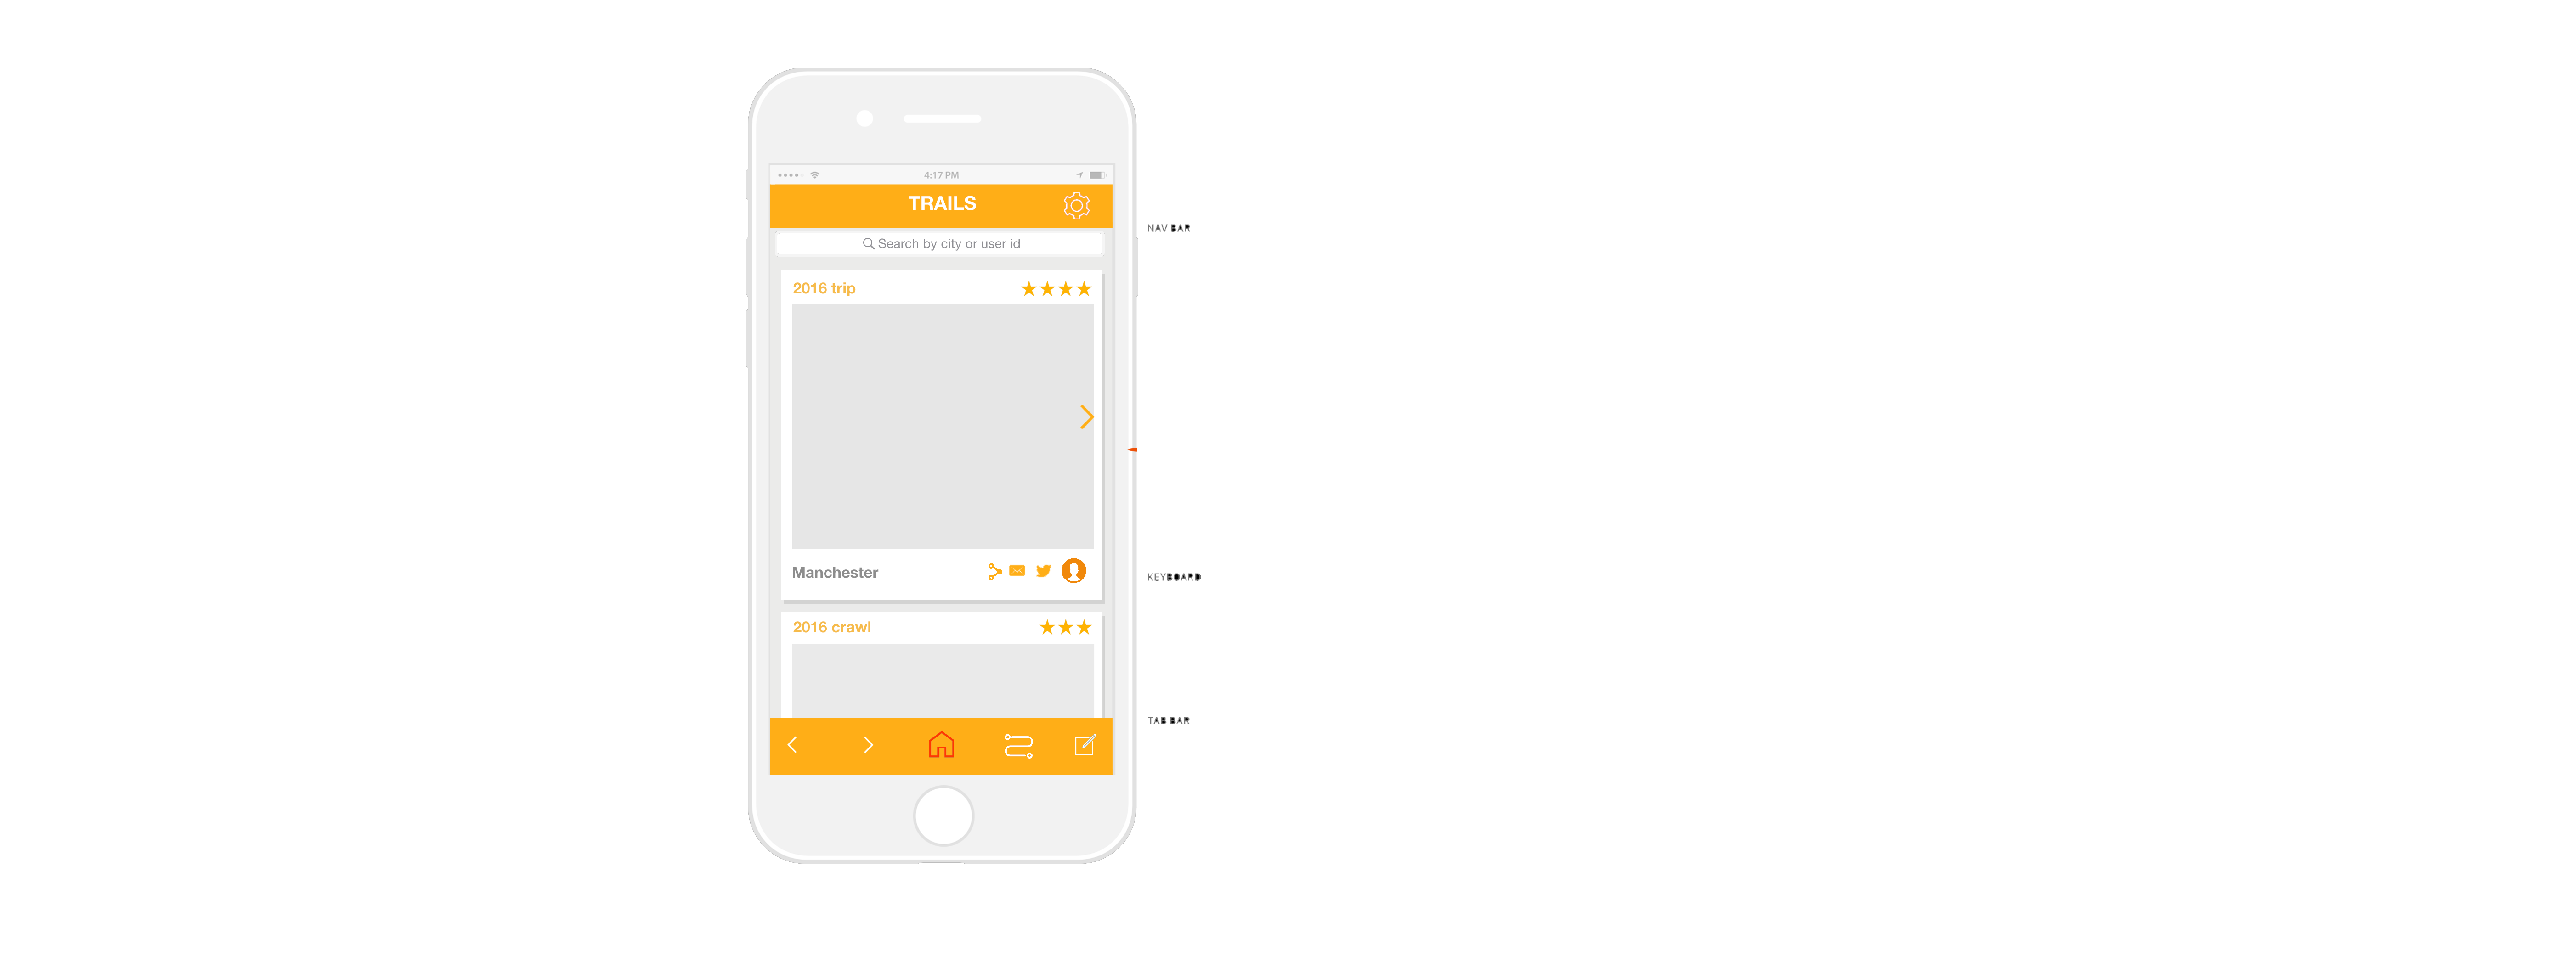 4:17 PM
TRAILS
NAV BAR
Search by city or user id
2016 trip
Manchester
KEYBOARD
2016 crawl
TAB BAR